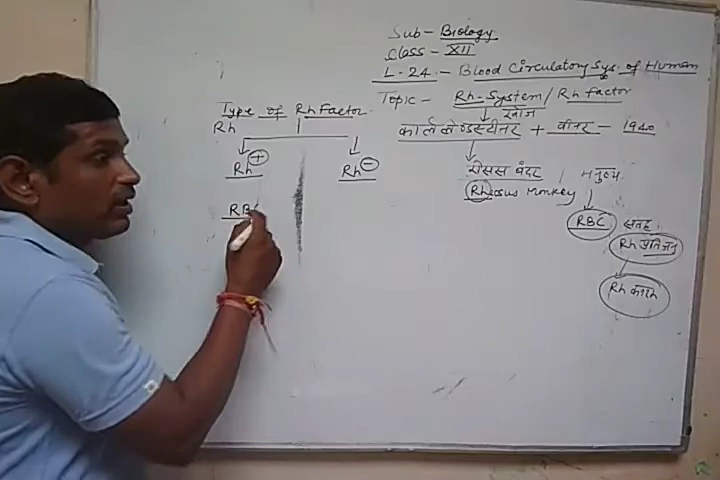 Sub- Biology
Class - XII
L-24. - Blood Circulatory Sys. of Human
Topic - Rh-System / Rh factor
खोज
कार्ल लैण्डस्टीनर + वीनर - 1940
रीसस बंदर / मनुष्य
Rhesus Monkey
RBC सतह
Rh प्रतिजन
Rh कारक
Type of Rh Factor
Rh
Rh + Rh -
RBC